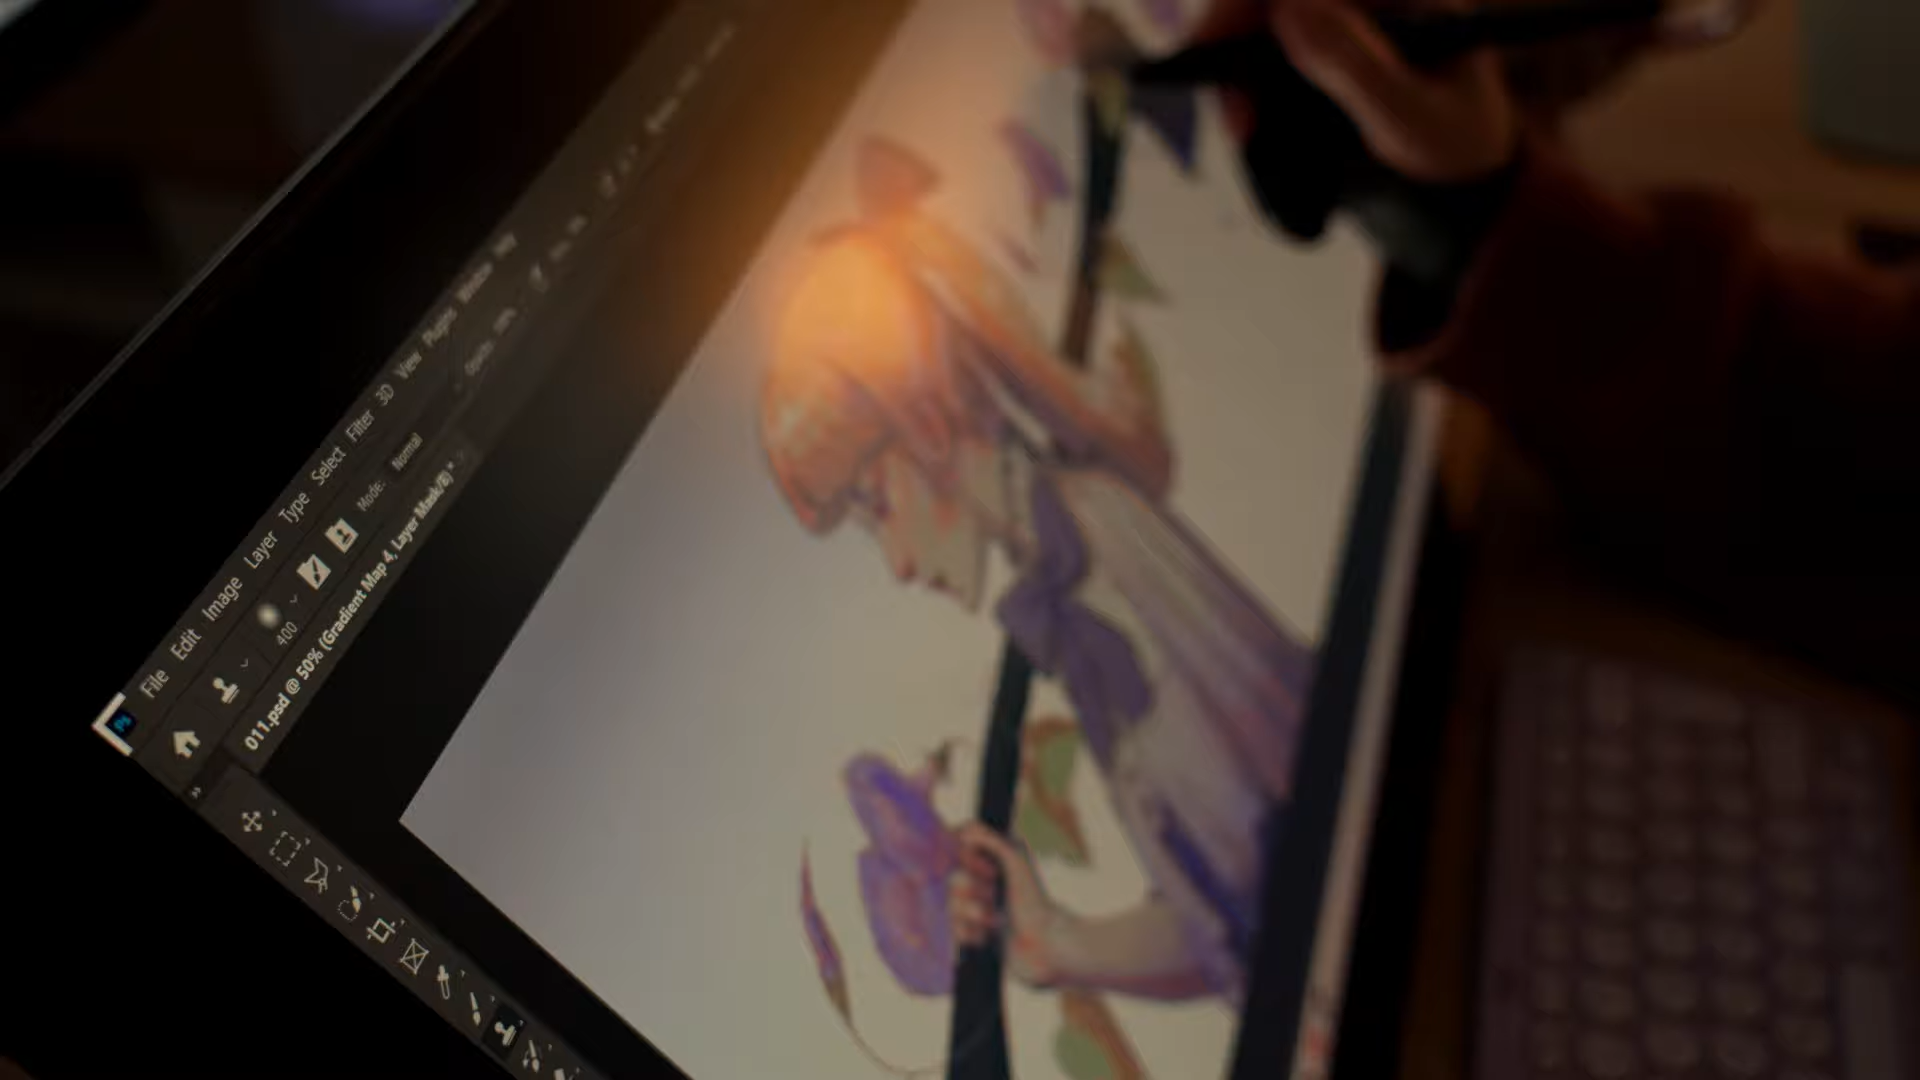 Ps
File Edit Image Layer Type Select Filter 3D View Plugins Window
400 Mode: Normal
011.psd @ 50% (Gradient Map 4, Layer Mask/8) *